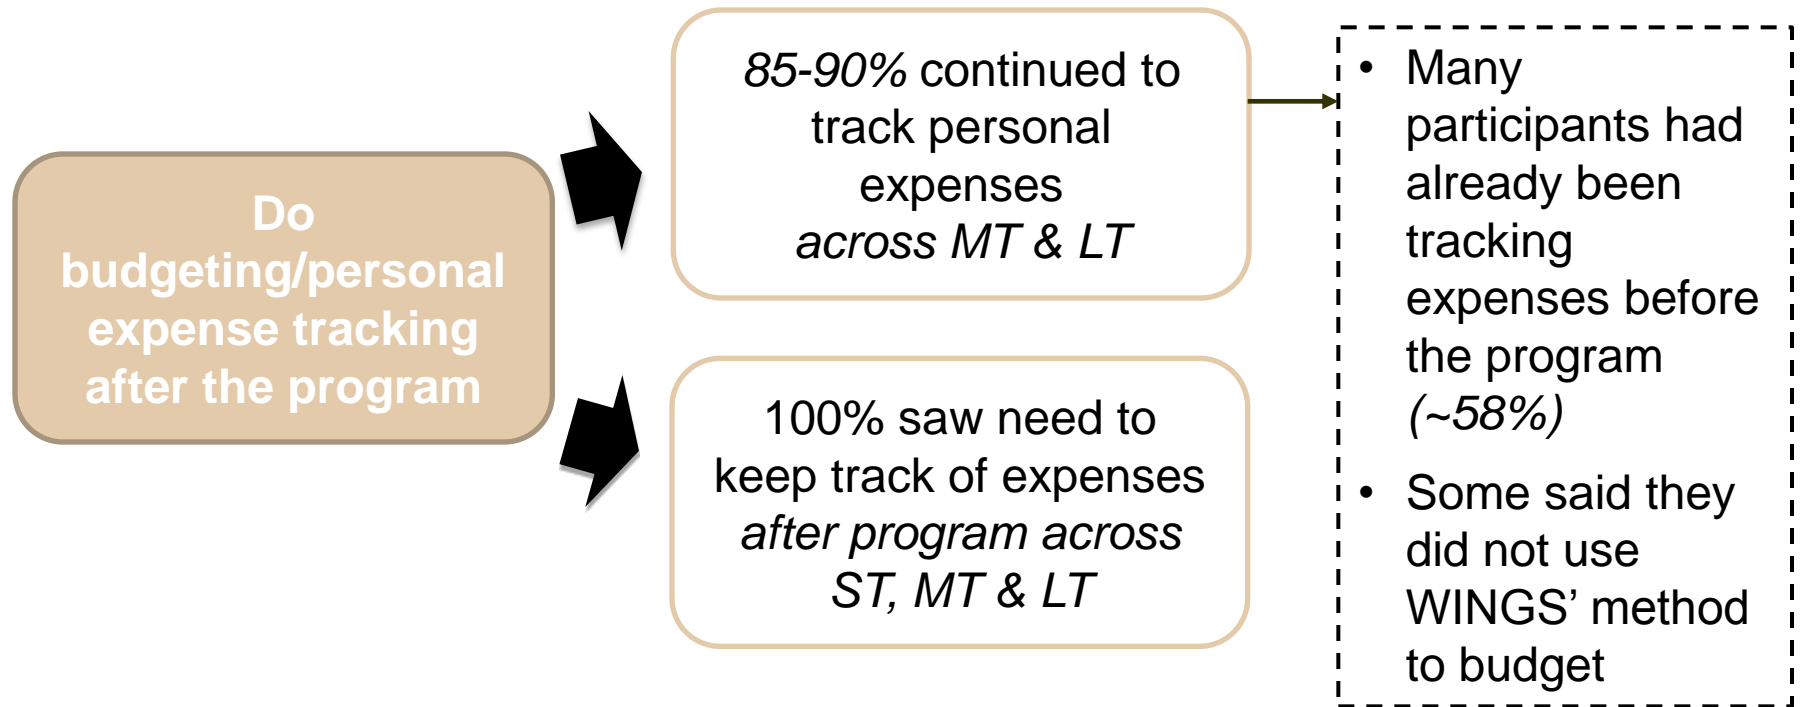 Do
budgeting/personal
expense tracking
after the program
85-90% continued to
track personal
expenses
across MT & LT
100% saw need to
keep track of expenses
after program across
ST, MT & LT
• Many
participants had
already been
tracking
expenses before
the program
(~58%)
• Some said they
did not use
WINGS’ method
to budget